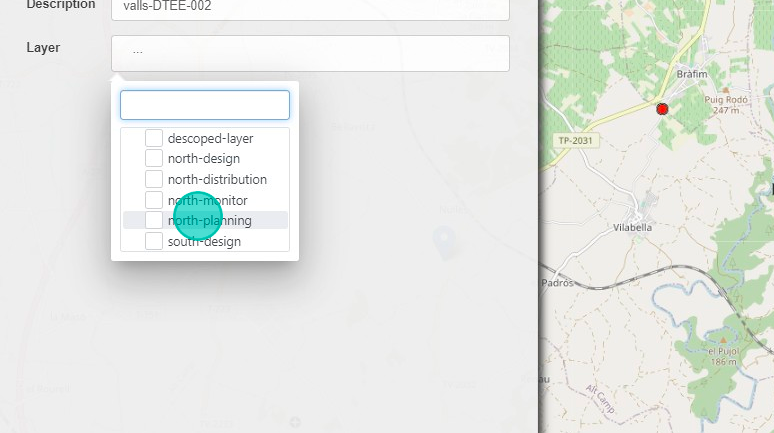 Description
valls-DTEE-002
Layer
...
descoped-layer
north-design
north-distribution
north-monitor
north-planning
south-design
Bràfim
Puig Rodó
247 m
TP-2031
Vilabella
Padrós
el Pujol
186 m
Alt Camp